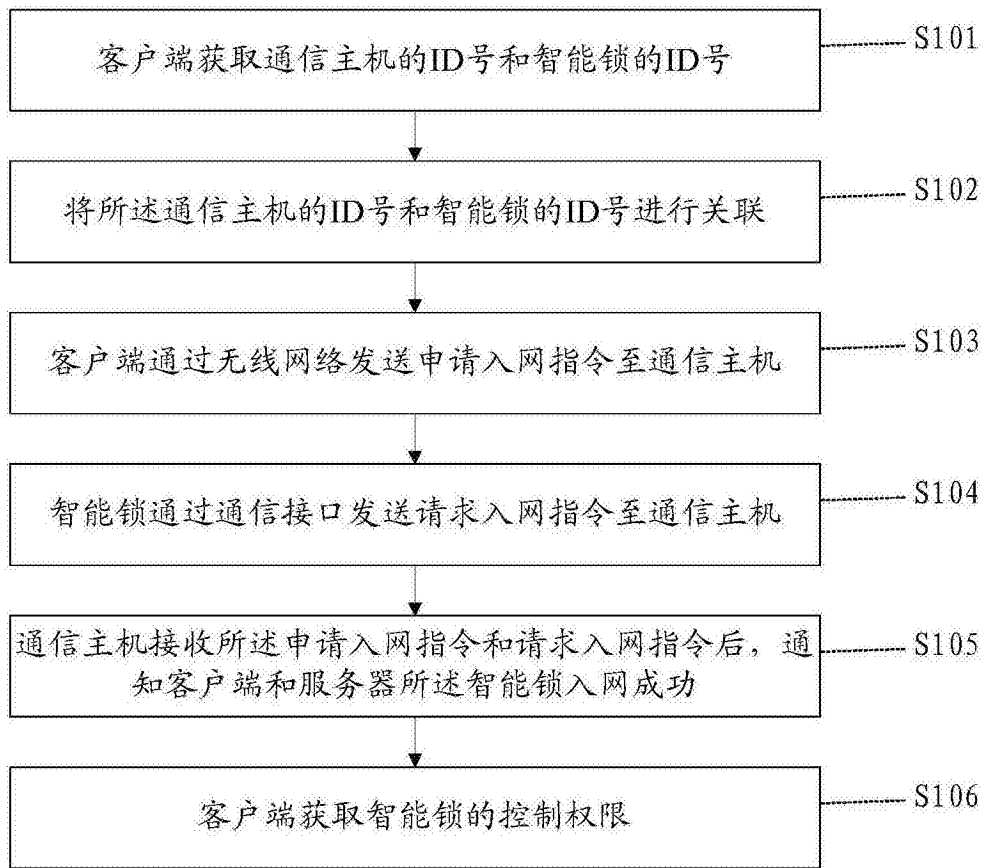 客户端获取通信主机的ID号和智能锁的ID号
S101
将所述通信主机的ID号和智能锁的ID号进行关联
S102
客户端通过无线网络发送申请入网指令至通信主机
S103
智能锁通过通信接口发送请求入网指令至通信主机
S104
通信主机接收所述申请入网指令和请求入网指令后，通
知客户端和服务器所述智能锁入网成功
S105
客户端获取智能锁的控制权限
S106